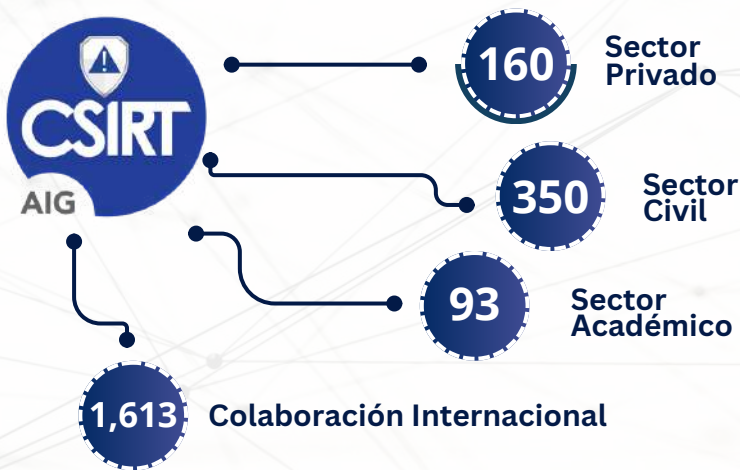 CSIRT
AIG
160
Sector
Privado
350
Sector
Civil
93
Sector
Académico
1,613
Colaboración Internacional